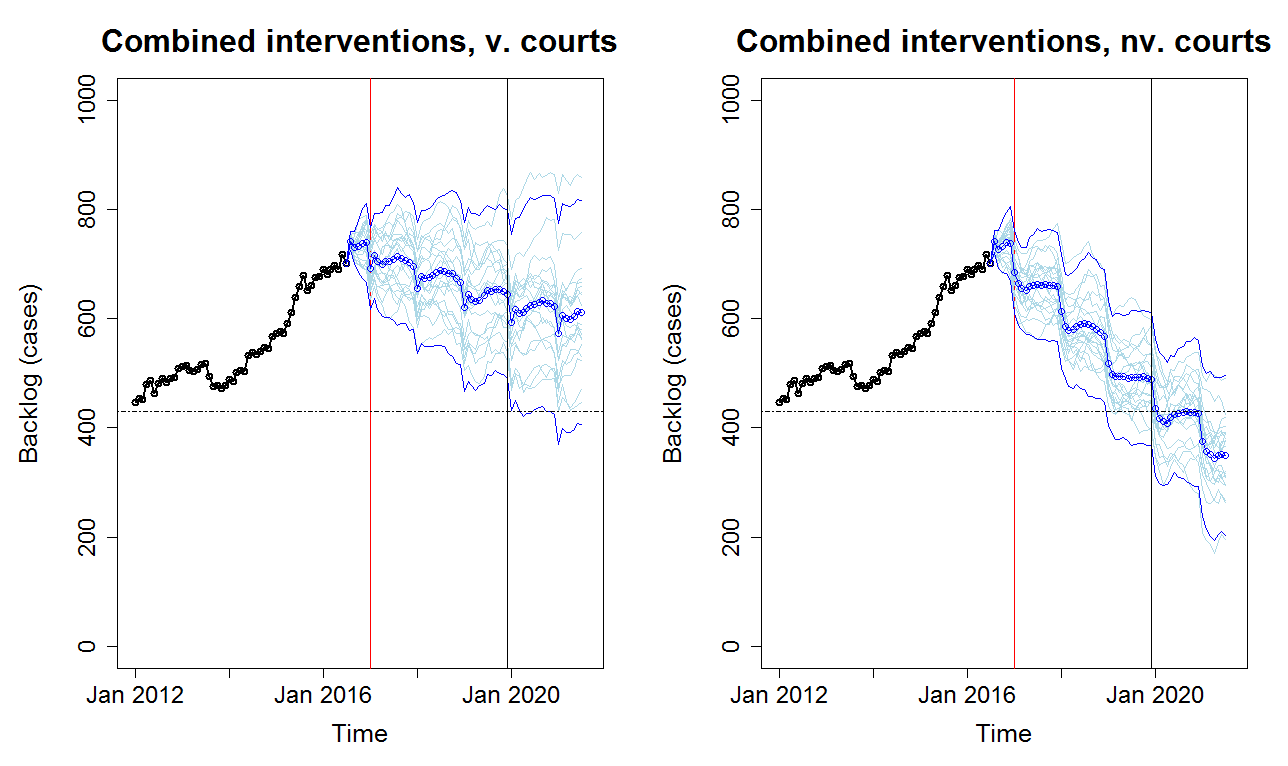 Combined interventions, v. courts
Backlog (cases)
1000
800
600
400
200
0
Jan 2012
Jan 2016
Jan 2020
Time
Combined interventions, nv. courts
Backlog (cases)
1000
800
600
400
200
0
Jan 2012
Jan 2016
Jan 2020
Time